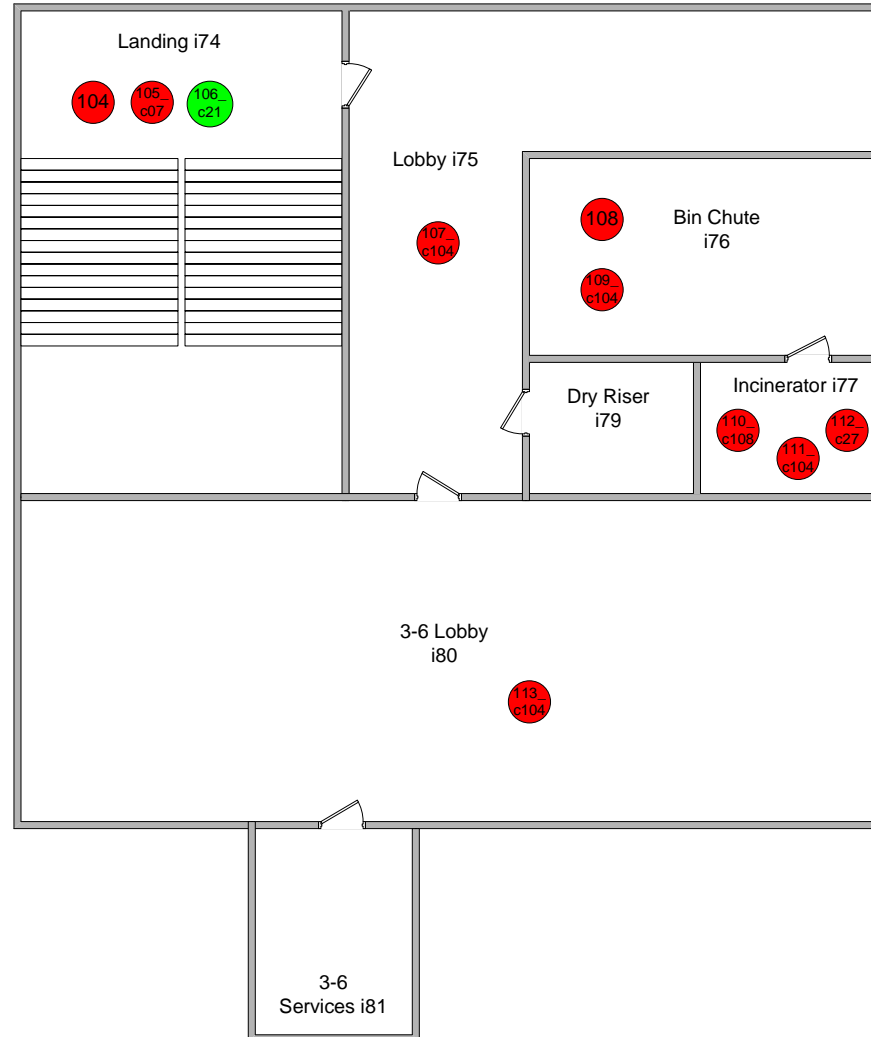 Landing i74
104
105_
c07
106_
c21
Lobby i75
107_
c104
108
Bin Chute
i76
109_
c104
Dry Riser
i79
Incinerator i77
110_
c108
111_
c104
112_
c27
3-6 Lobby
i80
113_
c104
3-6
Services i81